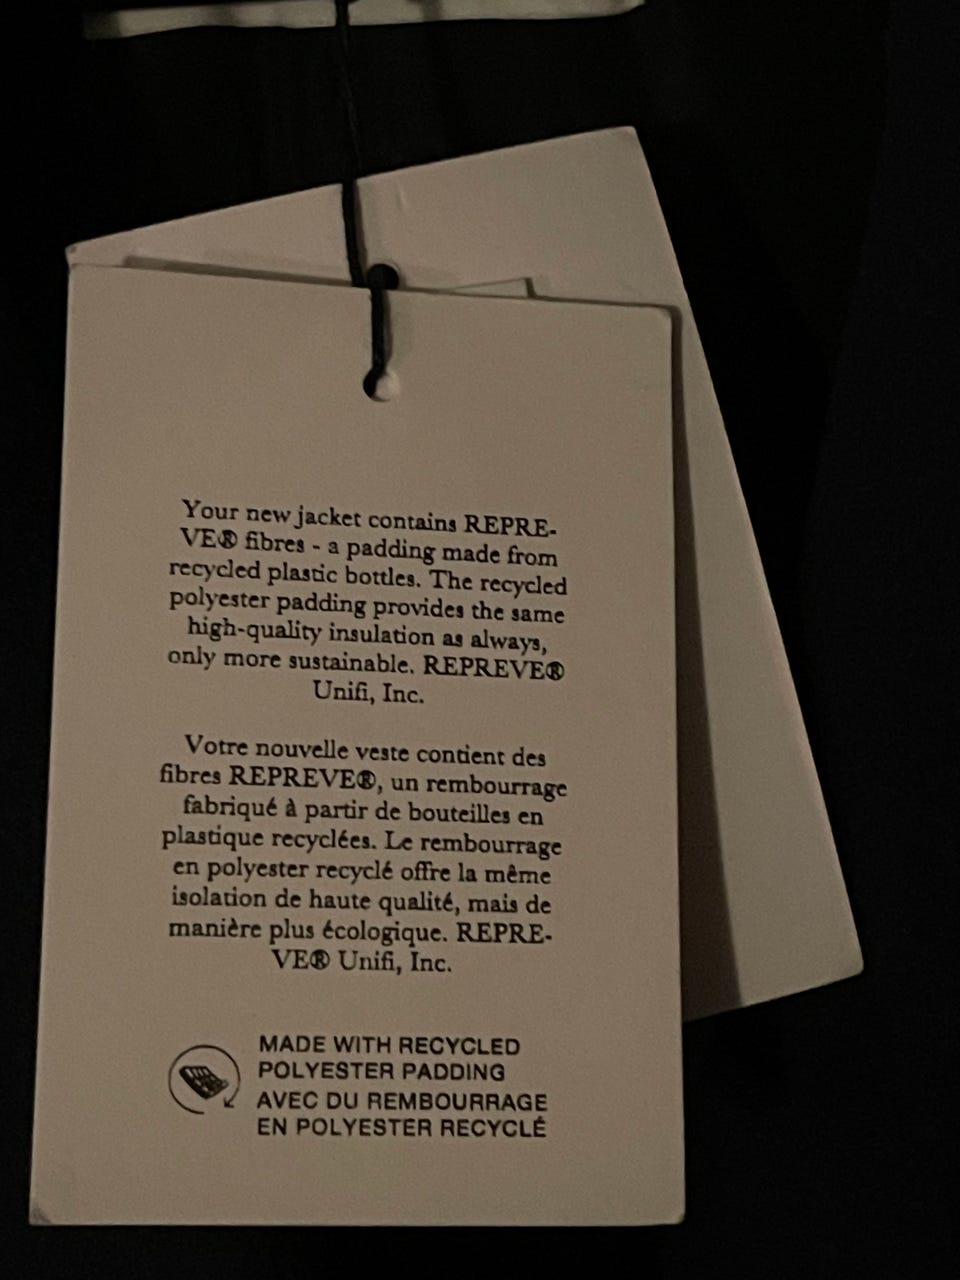 Your new jacket contains REPRE-
VE® fibres - a padding made from
recycled plastic bottles. The recycled
polyester padding provides the same
high-quality insulation as always,
only more sustainable. REPREVE®
Unifi, Inc.
Votre nouvelle veste contient des
fibres REPREVE®, un rembourrage
fabriqué à partir de bouteilles en
plastique recyclées. Le rembourrage
en polyester recyclé offre la même
isolation de haute qualité, mais de
manière plus écologique. REPRE-
VE® Unifi, Inc.
MADE WITH RECYCLED
POLYESTER PADDING
AVEC DU REMBOURRAGE
EN POLYESTER RECYCLÉ